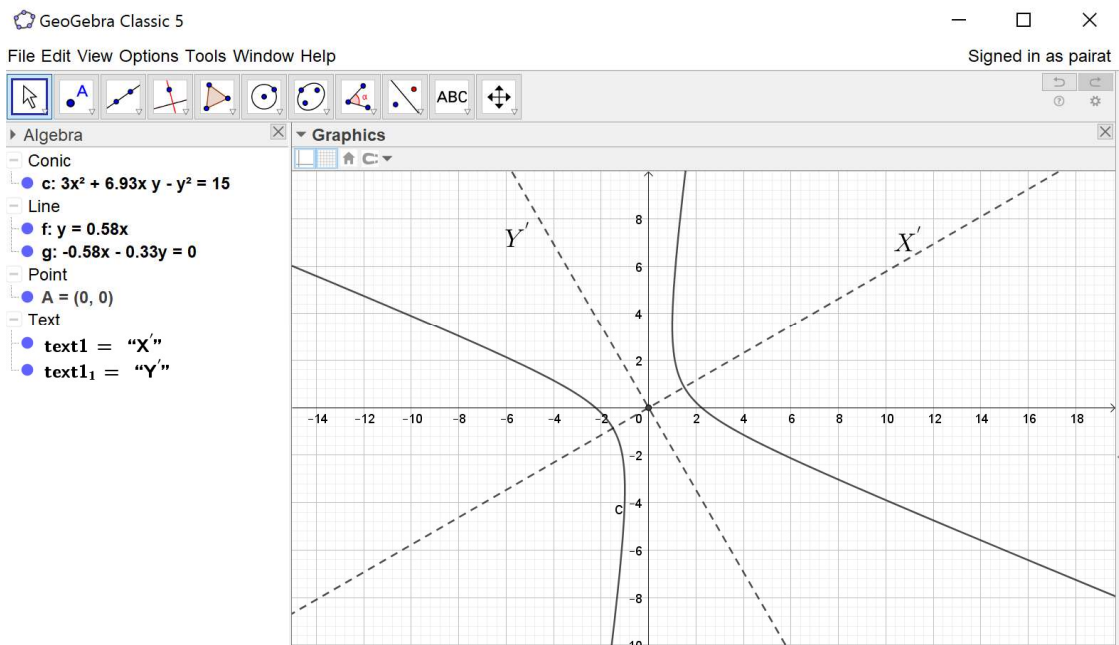 GeoGebra Classic 5
File Edit View Options Tools Window Help
Signed in as pairat
A
α
ABC
Algebra
Graphics
Conic
c: 3x² + 6.93x y - y² = 15
Line
f: y = 0.58x
g: -0.58x - 0.33y = 0
Point
A = (0, 0)
Text
text1 = “X′”
text1₁ = “Y′”
Y′
X′
8
6
4
2
-14 -12 -10 -8 -6 -4 -2 0 2 4 6 8 10 12 14 16 18
-2
-4
c
-6
-8
-10